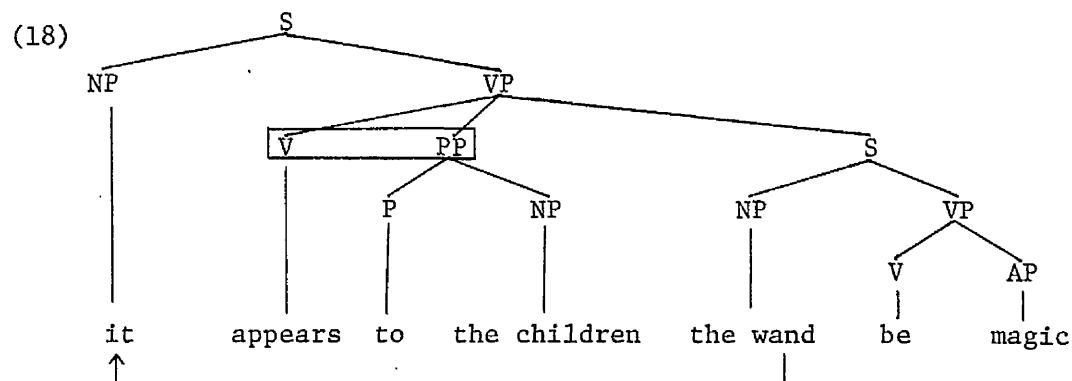 (18) S
NP VP
V PP S
P NP NP VP
V AP
it appears to the children the wand be magic